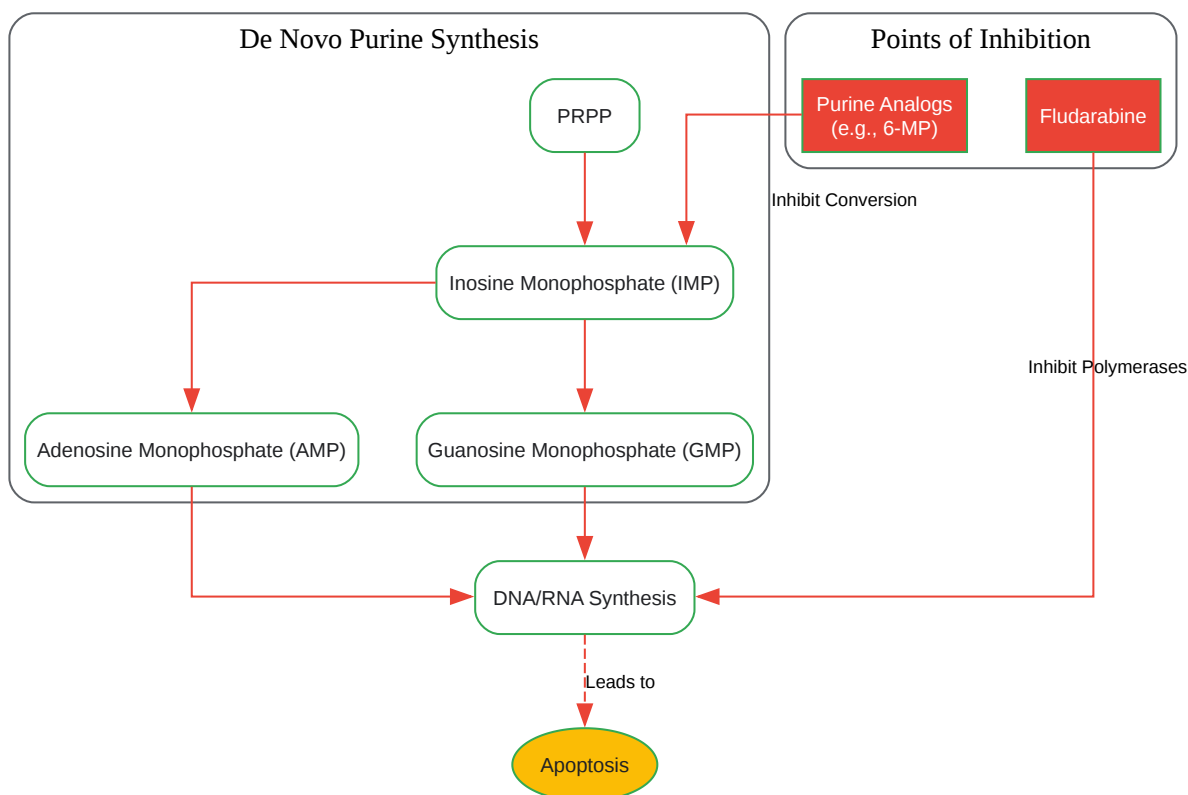 De Novo Purine Synthesis
Points of Inhibition
PRPP
Purine Analogs
(e.g., 6-MP)
Fludarabine
Inhibit Conversion
Inosine Monophosphate (IMP)
Inhibit Polymerases
Adenosine Monophosphate (AMP)
Guanosine Monophosphate (GMP)
DNA/RNA Synthesis
Leads to
Apoptosis